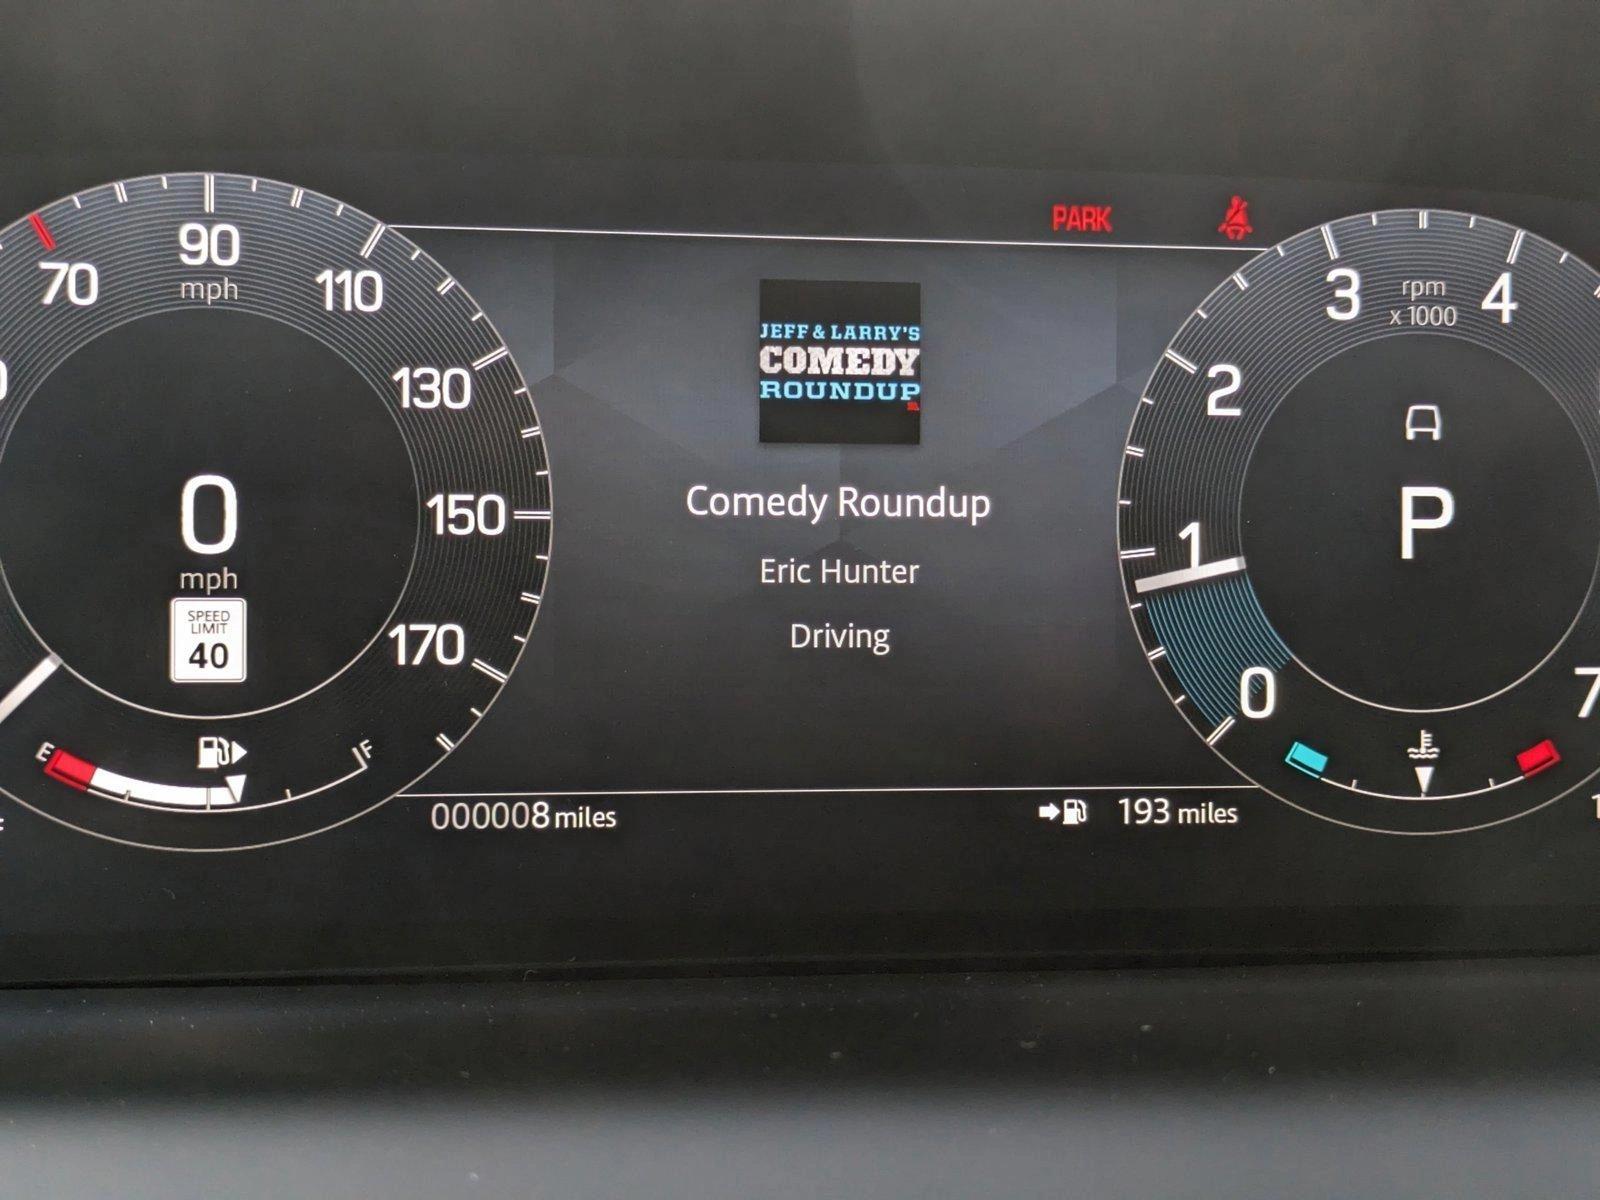 70
90
mph
110
130
150
170
0
mph
SPEED
LIMIT
40
E
F
PARK
JEFF & LARRY'S
COMEDY
ROUNDUP
Comedy Roundup
Eric Hunter
Driving
000008 miles
193 miles
0
1
2
3
4
7
rpm
x 1000
P